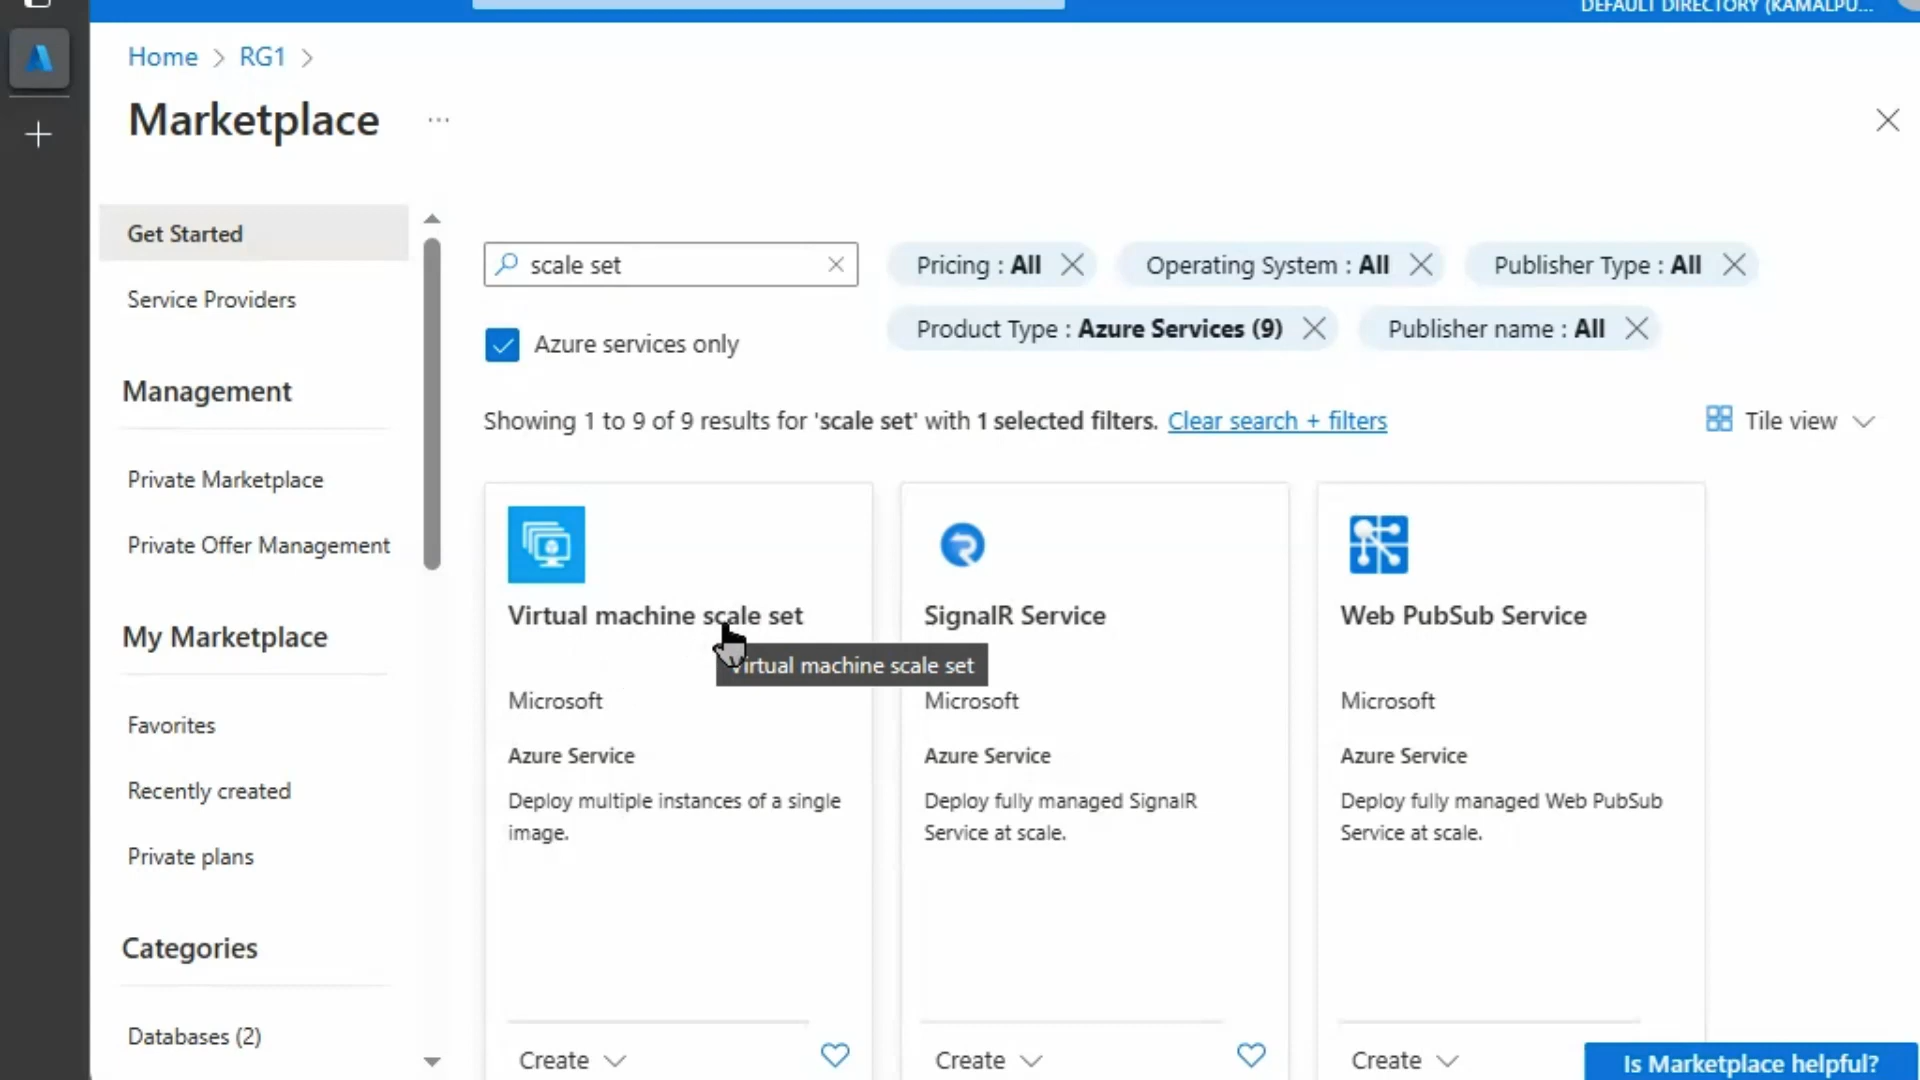 DEFAULT DIRECTORY (KAMALPU...
Home > RG1 >
Marketplace ...
Get Started
Service Providers
Management
Private Marketplace
Private Offer Management
My Marketplace
Favorites
Recently created
Private plans
Categories
Databases (2)
scale set
Pricing : All
Operating System : All
Publisher Type : All
Azure services only
Product Type : Azure Services (9)
Publisher name : All
Showing 1 to 9 of 9 results for 'scale set' with 1 selected filters. Clear search + filters
Tile view
Virtual machine scale set
Virtual machine scale set
Microsoft
Azure Service
Deploy multiple instances of a single
image.
Create
SignalR Service
Microsoft
Azure Service
Deploy fully managed SignalR
Service at scale.
Create
Web PubSub Service
Microsoft
Azure Service
Deploy fully managed Web PubSub
Service at scale.
Create
Is Marketplace helpful?